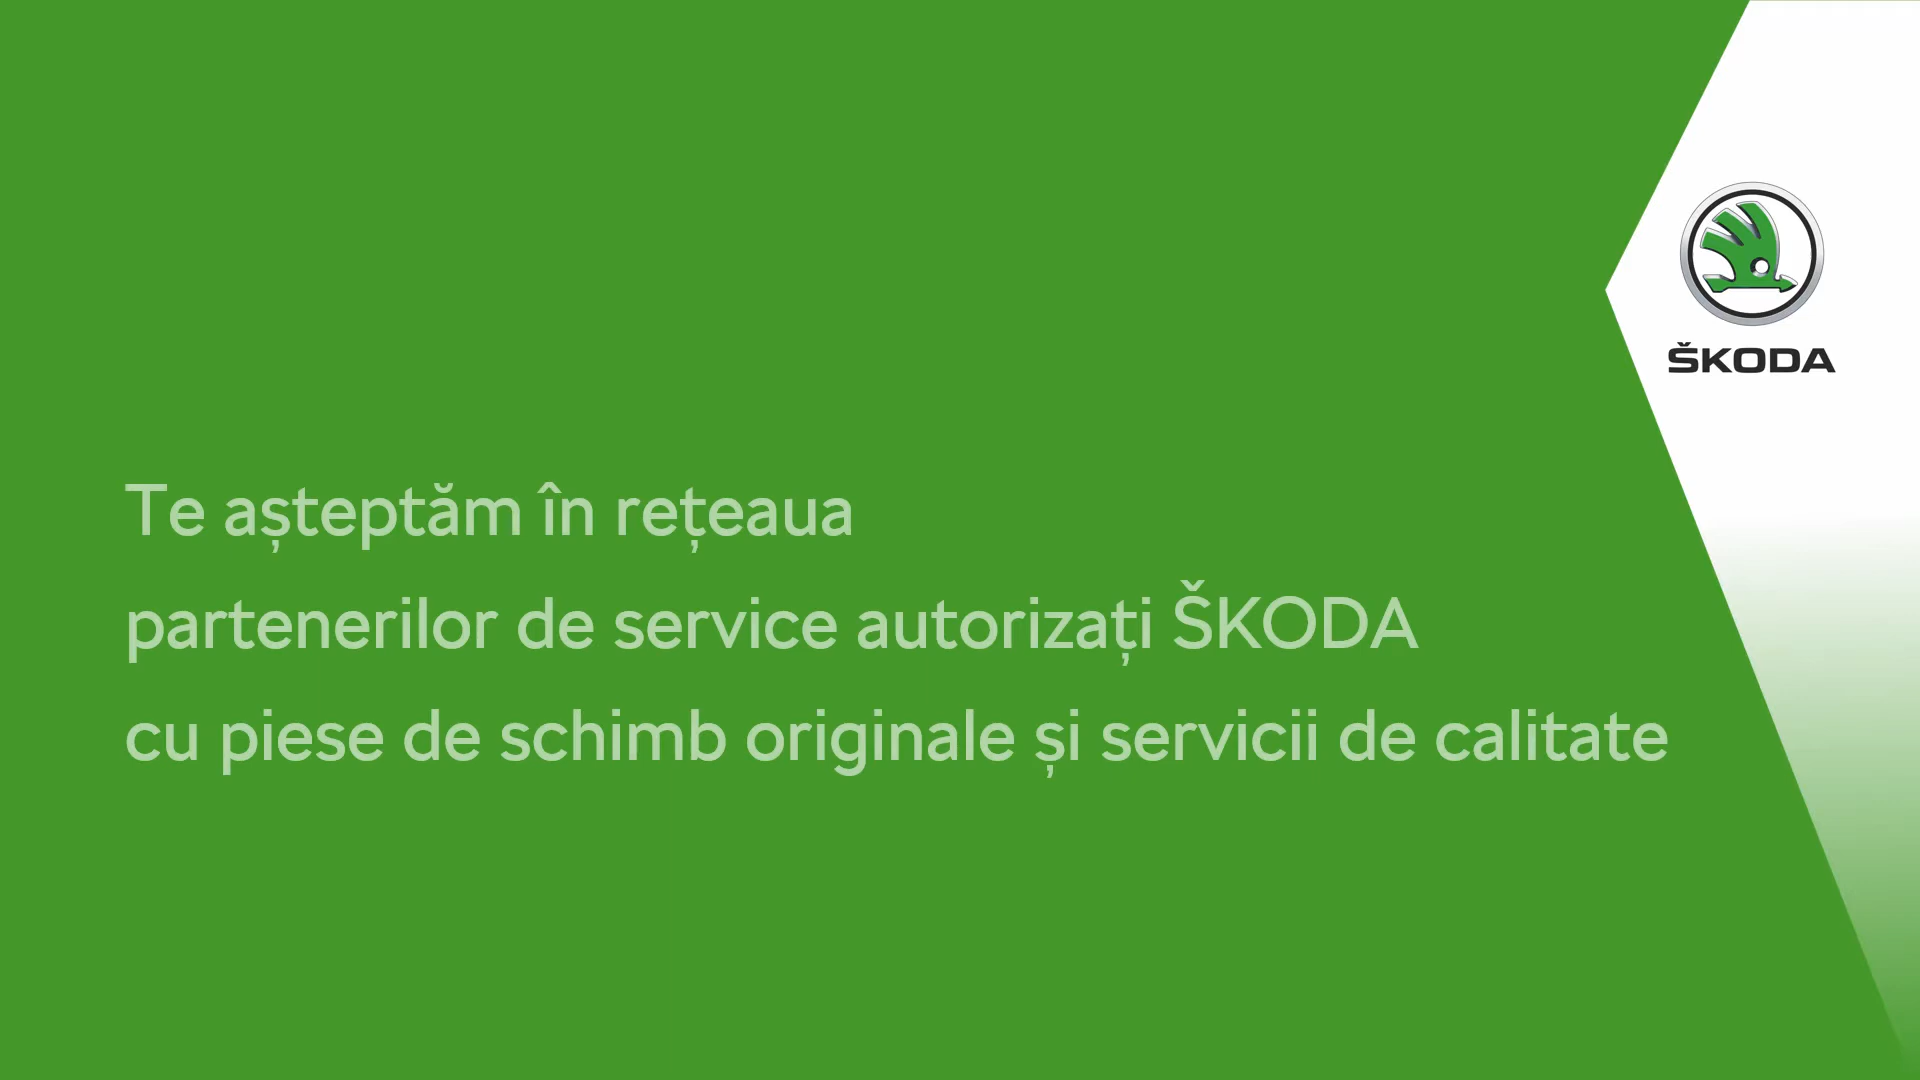 ŠKODA
Te așteptăm în rețeaua
partenerilor de service autorizați ŠKODA
cu piese de schimb originale și servicii de calitate